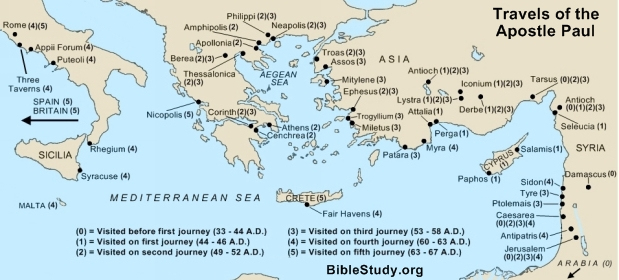 Travels of the
Apostle Paul
Rome (4)(5)
Appii Forum (4)
Puteoli (4)
Three
Taverns (4)
SPAIN (5)
BRITAIN (5)
SICILIA
Rhegium (4)
Syracuse (4)
MALTA (4)
Philippi (2)(3)
Neapolis (2)(3)
Amphipolis (2)
Apollonia (2)
Berea (2)(3)
Thessalonica
(2)(3)
AEGEAN
SEA
Nicopolis (5)
Corinth (2)(3)
Athens (2)
Cenchrea (2)
Troas (2)(3)
Assos (3)
ASIA
Mitylene (3)
Ephesus (2)(3)
Trogyllium (3)
Miletus (3)
Patara (3)
Myra (4)
Attalia (1)
Perga (1)
Antioch (1)(2)(3)
Iconium (1)(2)(3)
Lystra (1)(2)(3)
Derbe (1)(2)(3)
Tarsus (0)(2)(3)
Antioch
(0)(1)(2)(3)
Seleucia (1)
SYRIA
CYPRUS
(1)
Salamis (1)
Paphos (1)
Damascus (0)
Sidon (4)
Tyre (3)
Ptolemais (3)
Caesarea
(0)(2)(3)(4)
Antipatris (4)
Jerusalem
(0)(2)(3)(4)
ARABIA (0)
MEDITERRANEAN SEA
CRETE (5)
Fair Havens (4)
(0) = Visited before first journey (33 - 44 A.D.)
(1) = Visited on first journey (44 - 46 A.D.)
(2) = Visited on second journey (49 - 52 A.D.)
(3) = Visited on third journey (53 - 58 A.D.)
(4) = Visited on fourth journey (60 - 63 A.D.)
(5) = Visited on fifth journey (63 - 67 A.D.)
BibleStudy.org